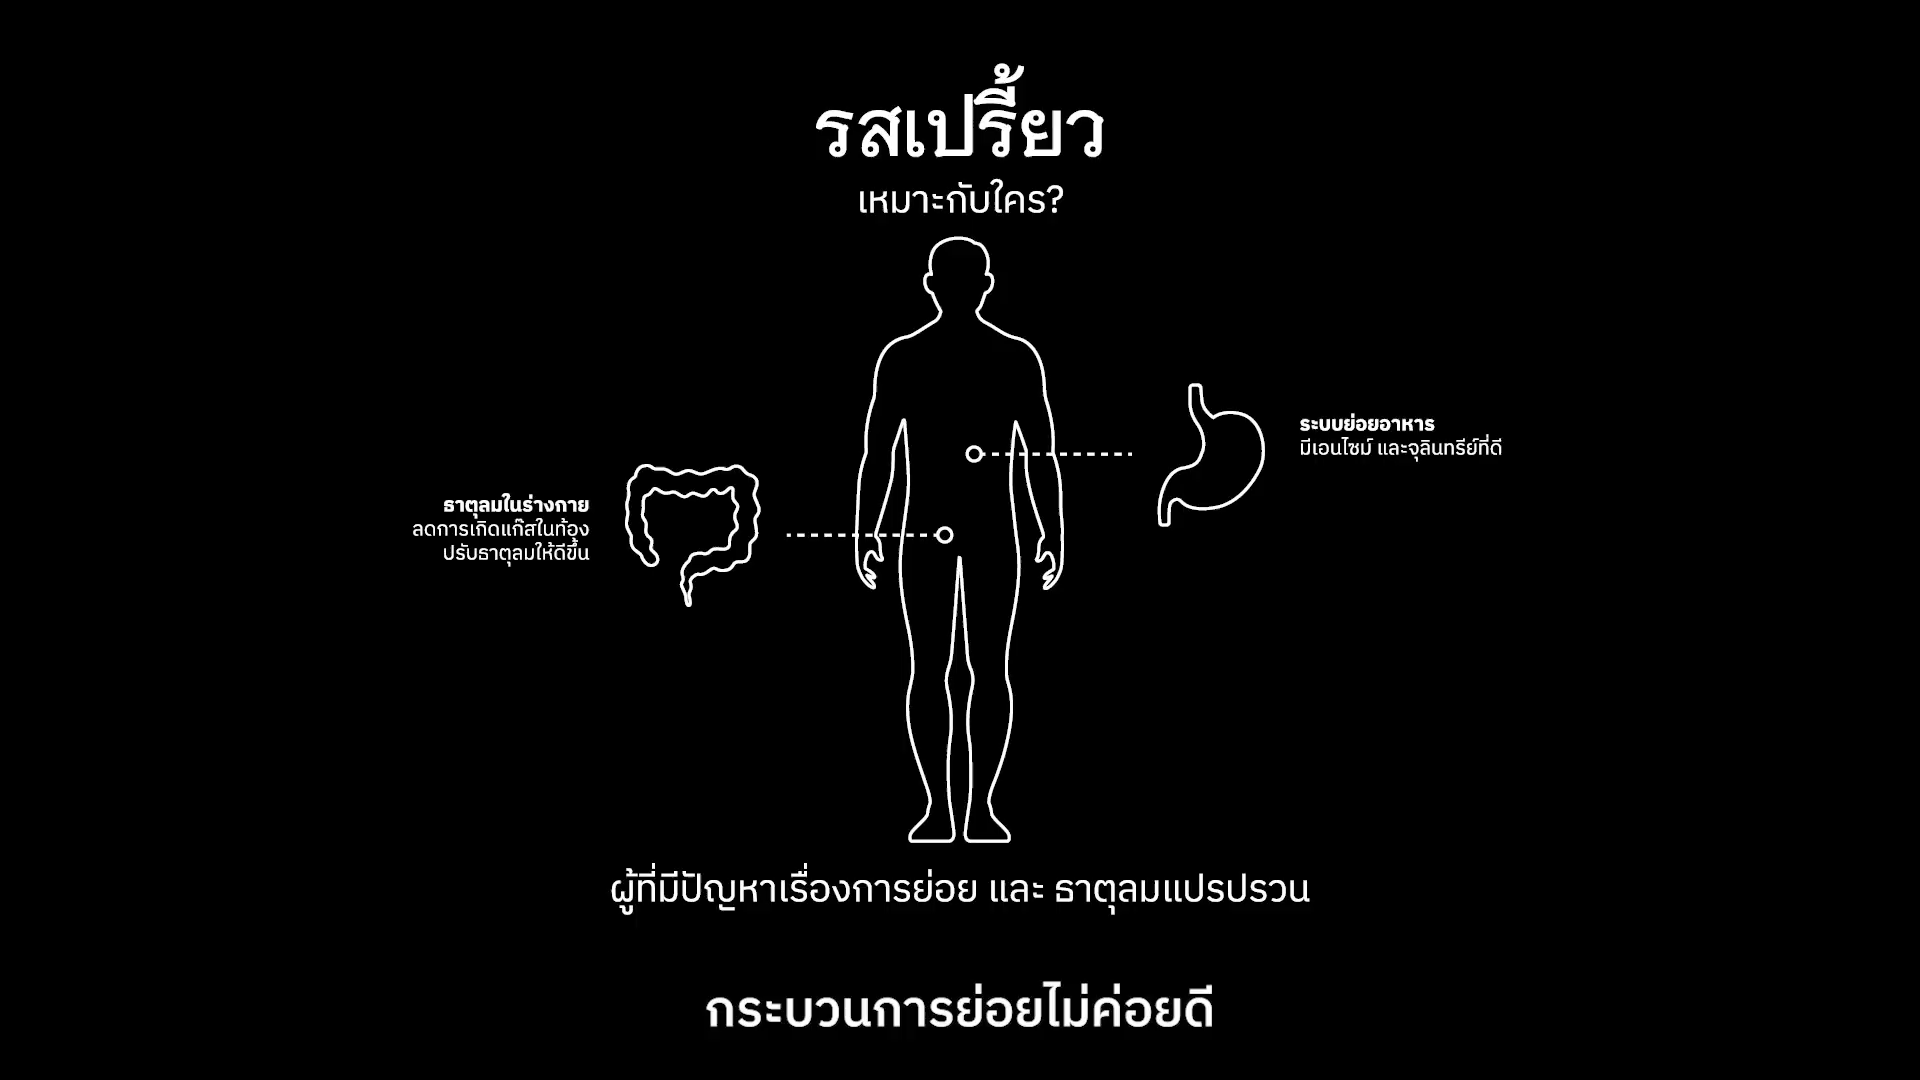 รสเปรี้ยว
เหมาะกับใคร?
ระบบย่อยอาหาร
มีเอนไซม์ และจุลินทรีย์ที่ดี
ธาตุลมในร่างกาย
ลดการเกิดแก๊สในท้อง
ปรับธาตุลมให้ดีขึ้น
ผู้ที่มีปัญหาเรื่องการย่อย และ ธาตุลมแปรปรวน
กระบวนการย่อยไม่ค่อยดี